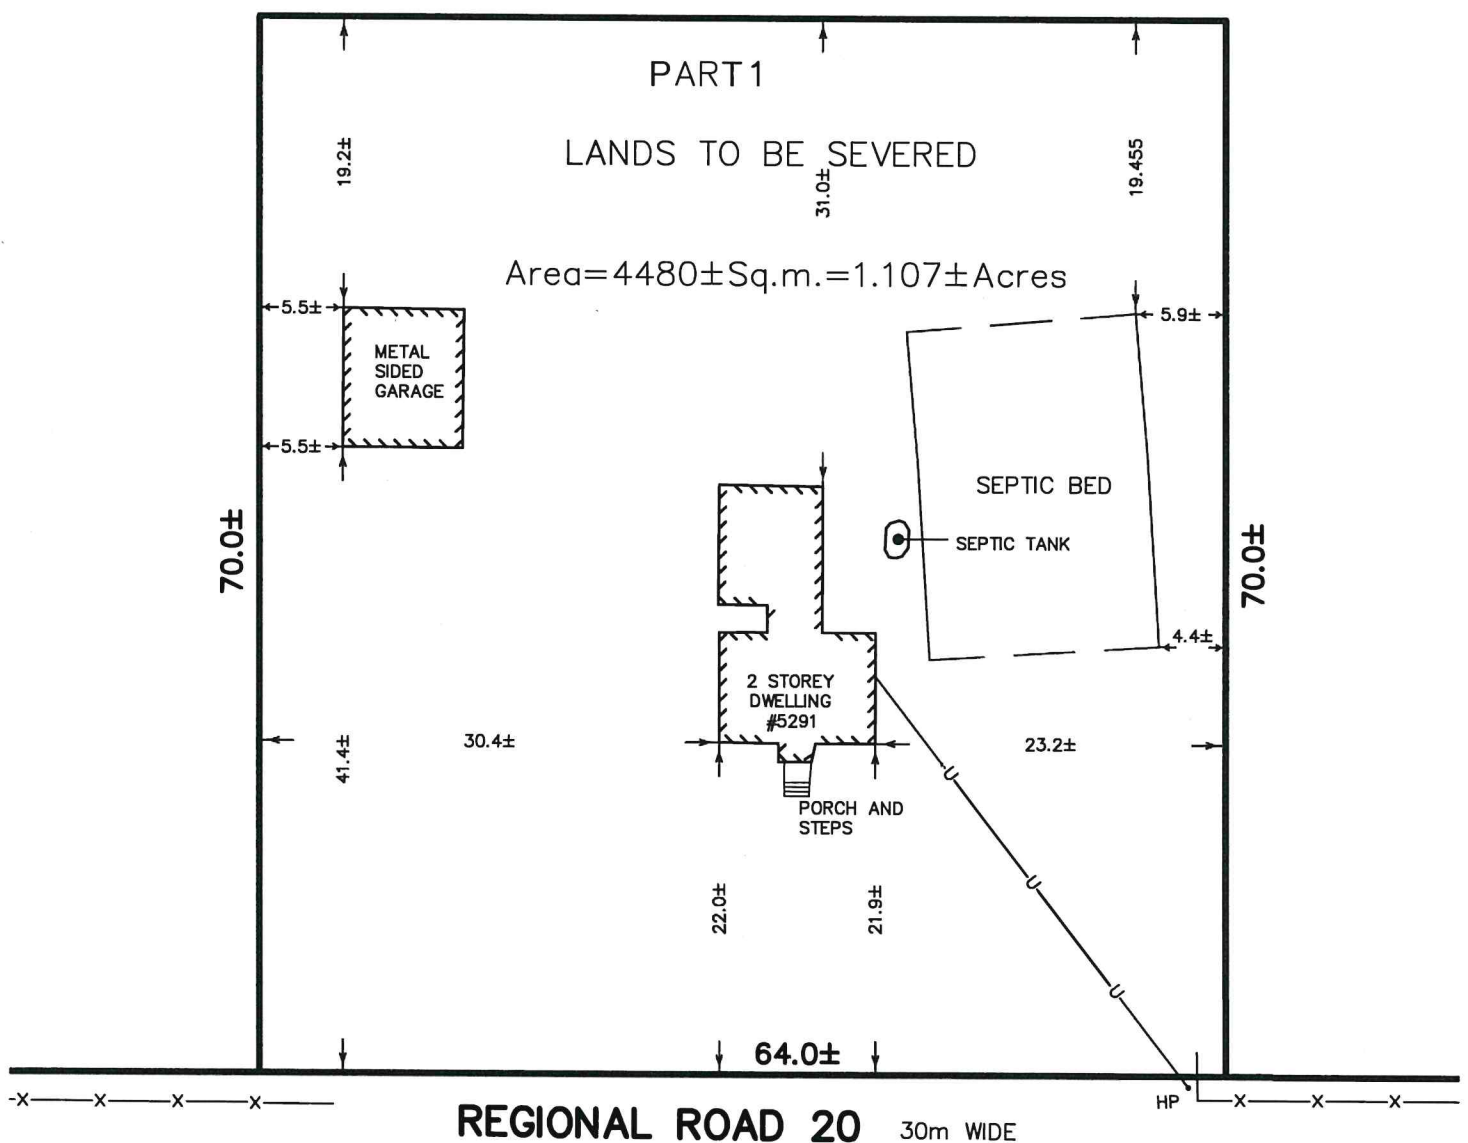 PART 1
19.2±
LANDS TO BE SEVERED
31.0±
19.455
Area=4480±Sq.m.=1.107±Acres
5.5±
5.9±
METAL
SIDED
GARAGE
5.5±
SEPTIC BED
70.0±
SEPTIC TANK
70.0±
4.4±
2 STOREY
DWELLING
#5291
41.4±
30.4±
23.2±
U
PORCH AND
STEPS
U
22.0±
21.9±
U
64.0±
-X X X X
HP
X X X
REGIONAL ROAD 20 30m WIDE